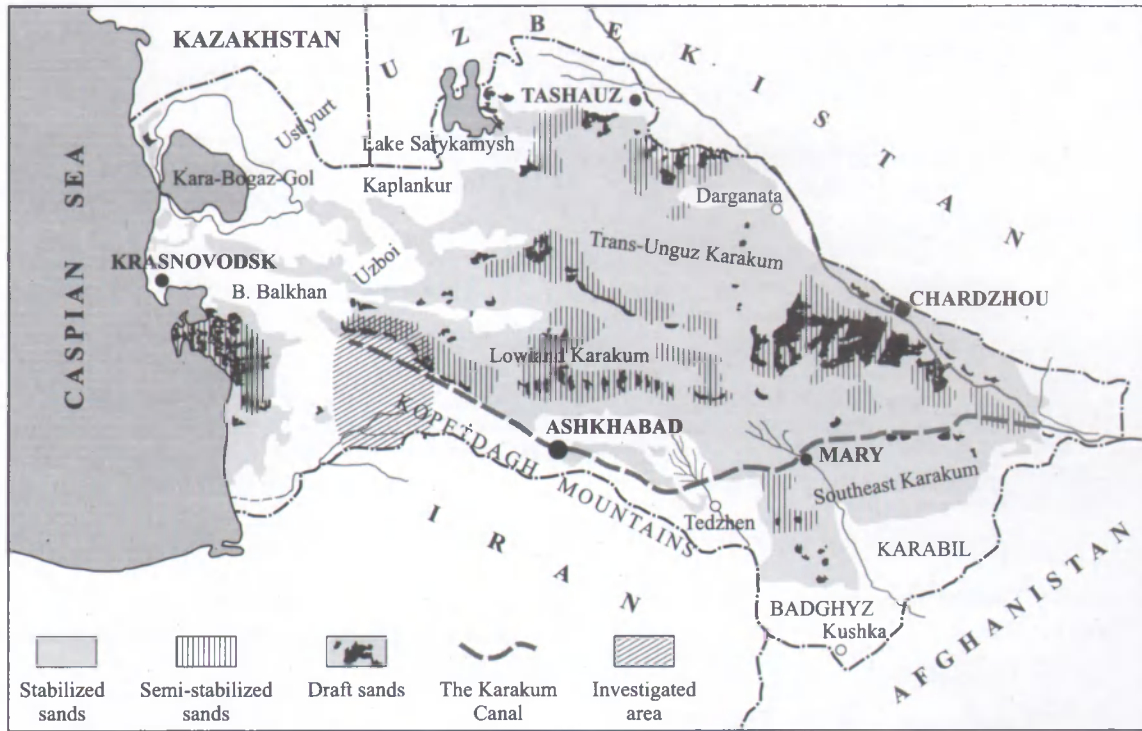 KAZAKHSTAN
UZBEKISTAN
TASHAUZ
Ustyurt
Lake Sarykamysh
Kara-Bogaz-Gol
Kaplankur
Darganata
CASPIAN SEA
Trans-Unguz Karakum
KRASNOVODSK
Uzboi
B. Balkhan
CHARDZHOU
Lowland Karakum
KOPETDAGH MOUNTAINS
ASHKHABAD
MARY
Southeast Karakum
Tedzhen
IRAN
KARABIL
BADGHYZ
Kushka
AFGHANISTAN
Stabilized
sands
Semi-stabilized
sands
Draft sands
The Karakum
Canal
Investigated
area